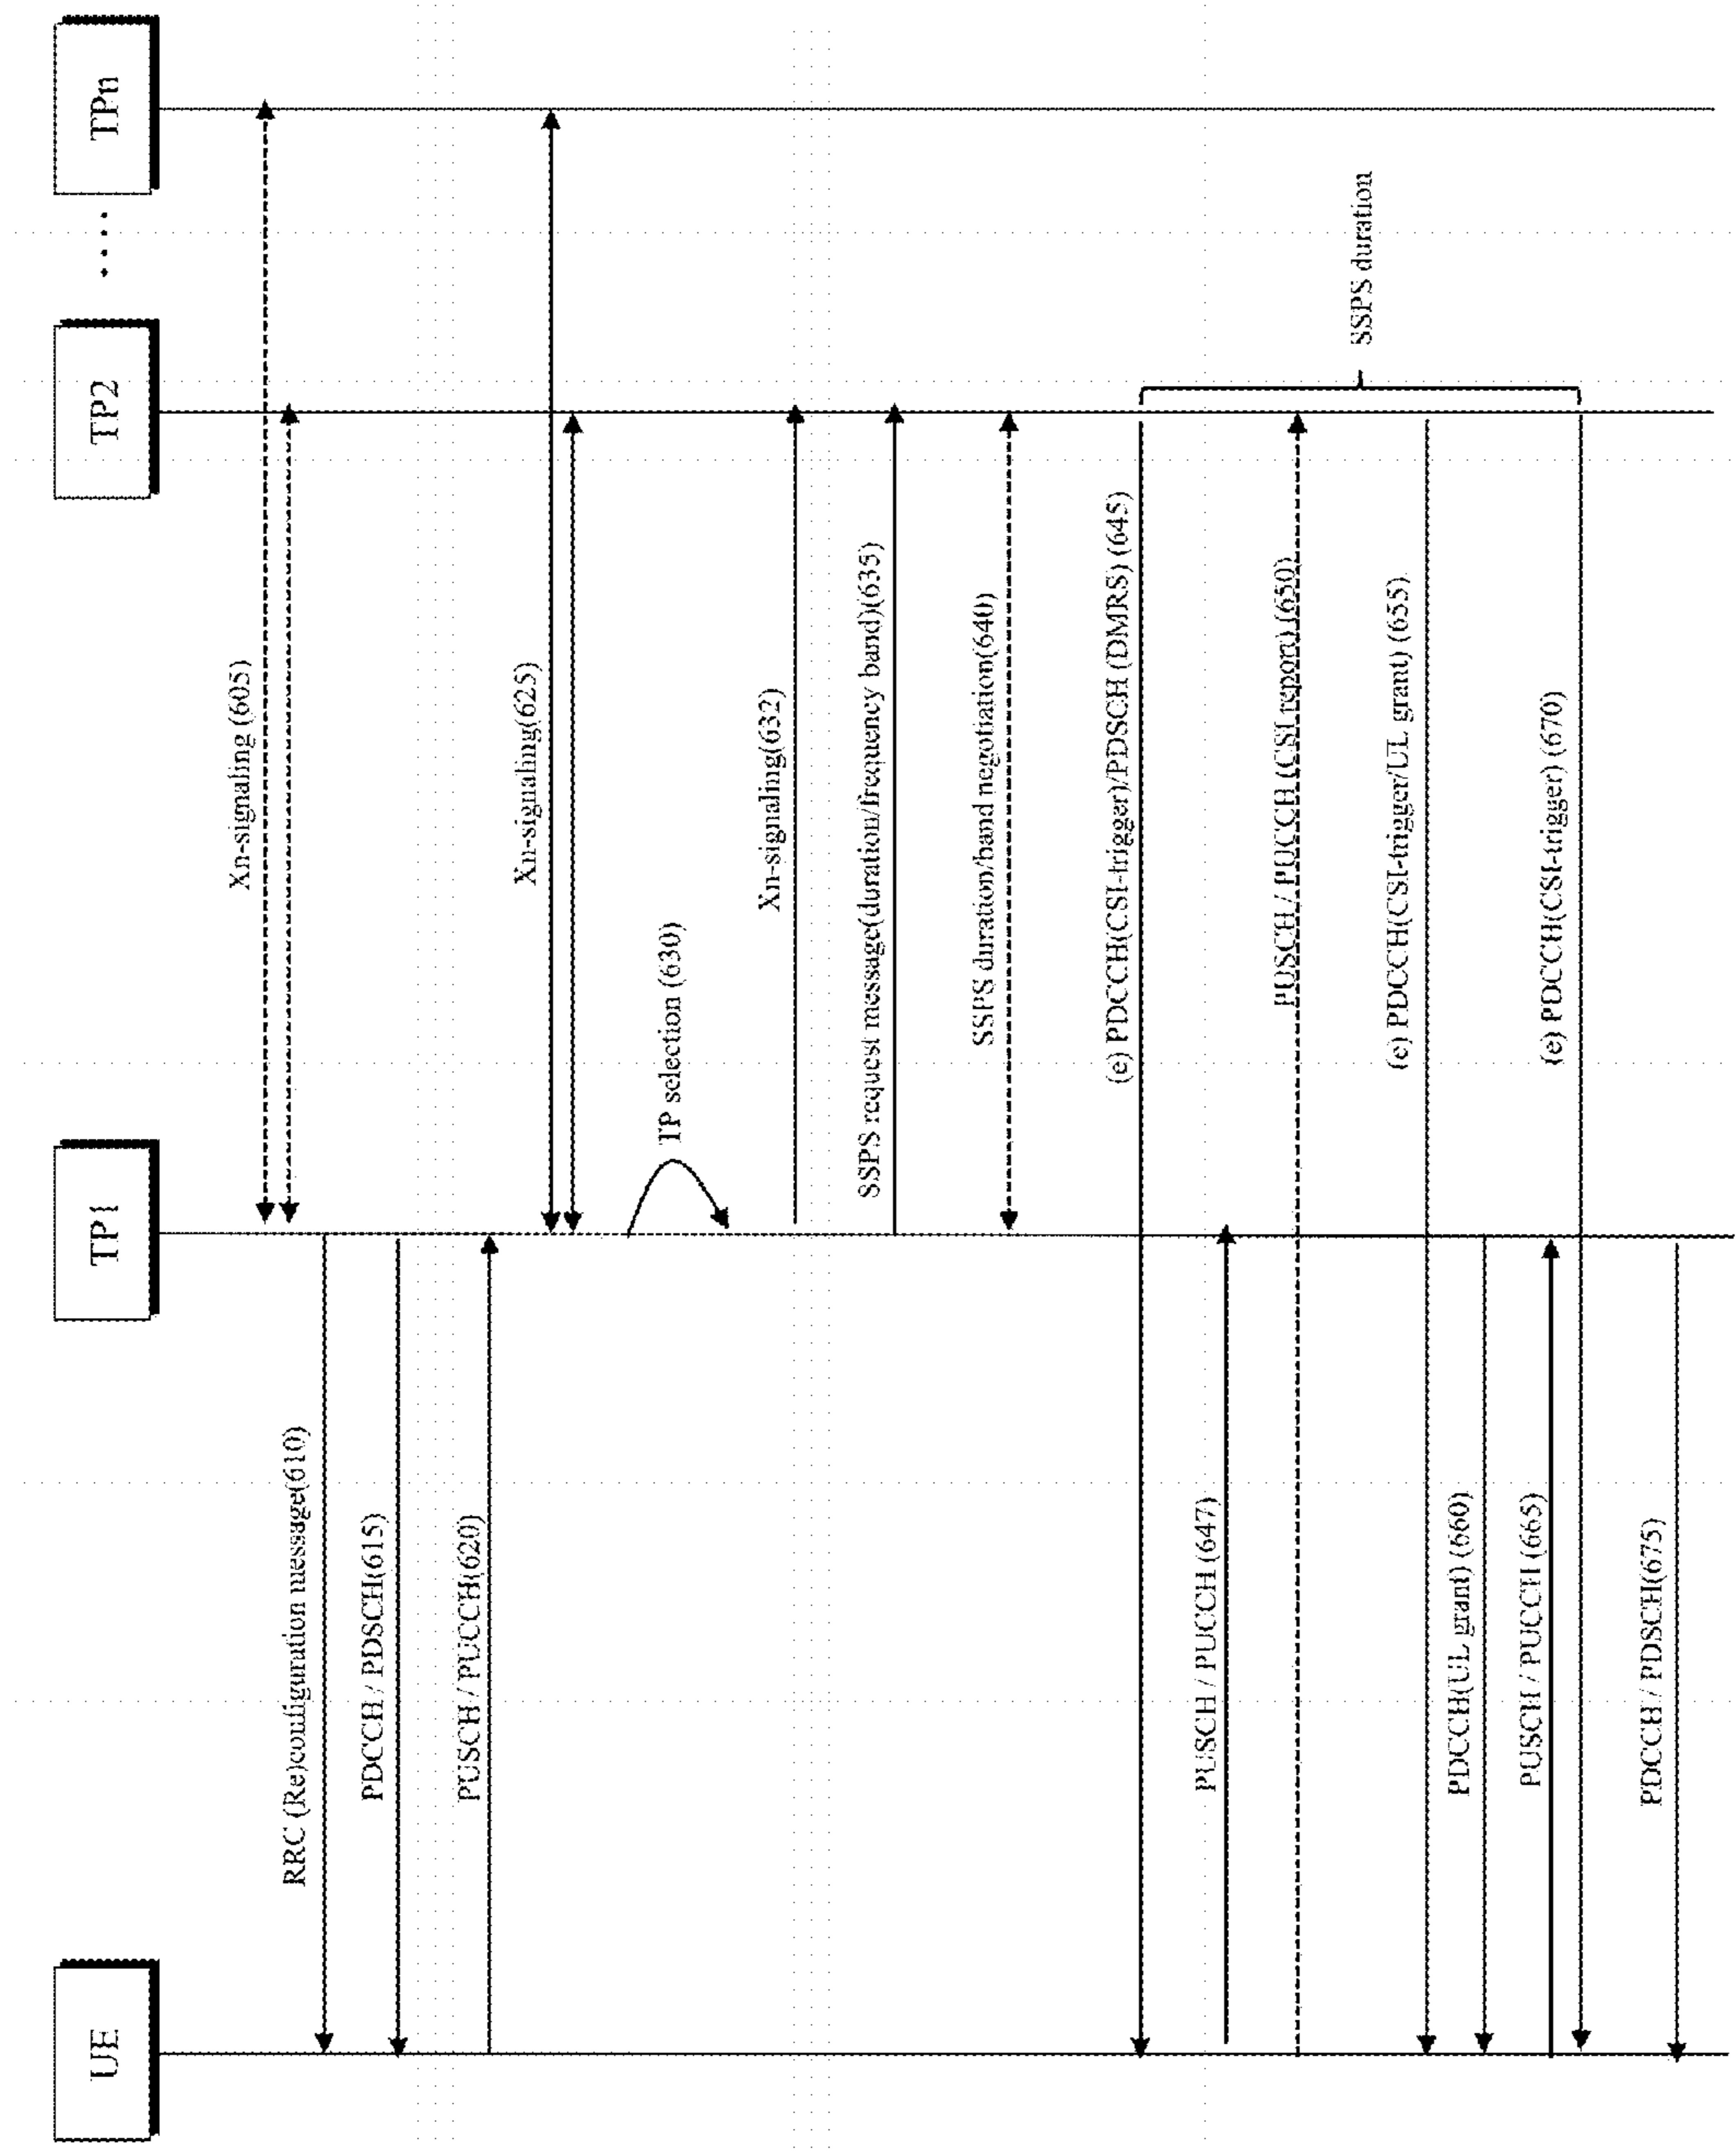 UE
TP1
TP2
....
TPn
Xn-signaling (605)
RRC (Re)configuration message(610)
PDCCH / PDSCH(615)
PUSCH / PUCCH(620)
Xn-signaling(625)
TP selection (630)
Xn-signaling(632)
SSPS request message(duration/frequency band)(635)
SSPS duration/band negotiation(640)
(e) PDCCH(CSI-trigger)/PDSCH (DMRS) (645)
PUSCH / PUCCH (647)
PUSCH / PUCCH (CSI report) (650)
SSPS duration
(e) PDCCH(CSI-trigger/UL grant) (655)
PDCCH(UL grant) (660)
PUSCH / PUCCH (665)
(e) PDCCH(CSI-trigger) (670)
PDCCH / PDSCH(675)